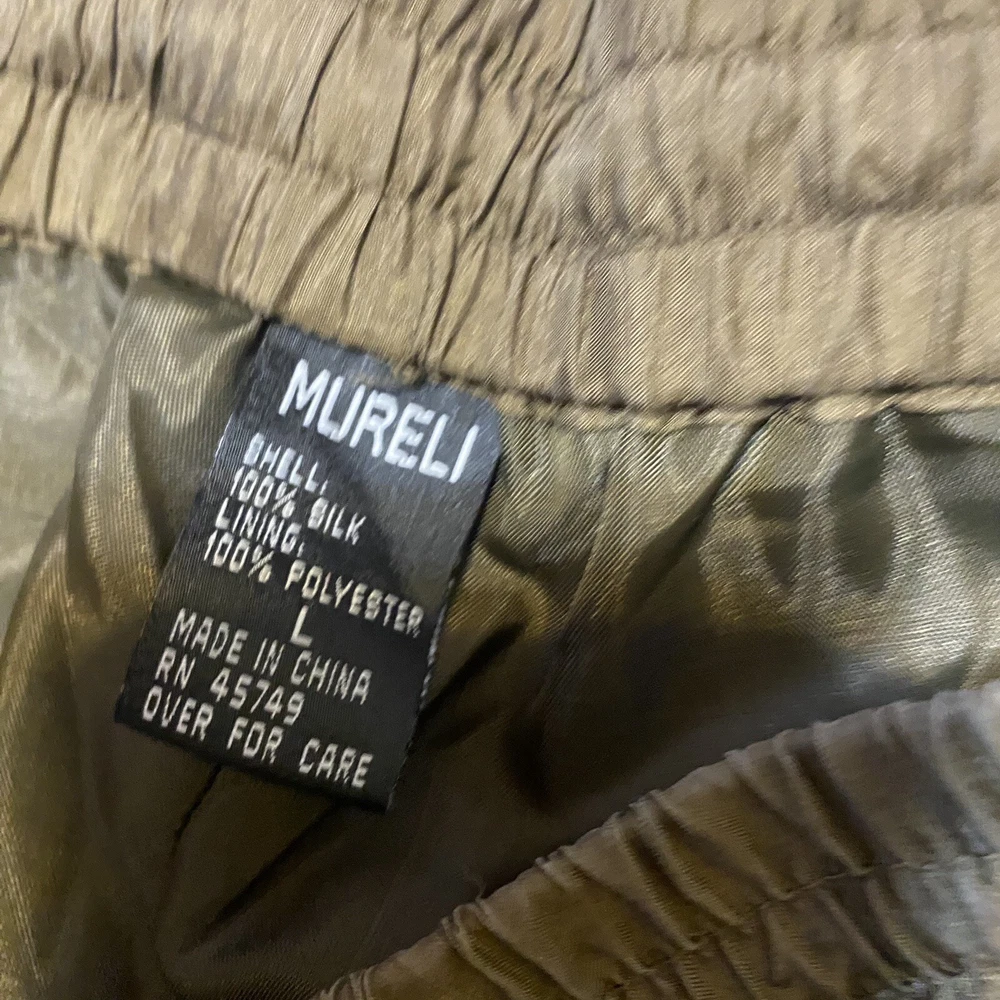 MURELI
SHELL:
100% SILK
LINING:
100% POLYESTER
L
MADE IN CHINA
RN 45749
OVER FOR CARE